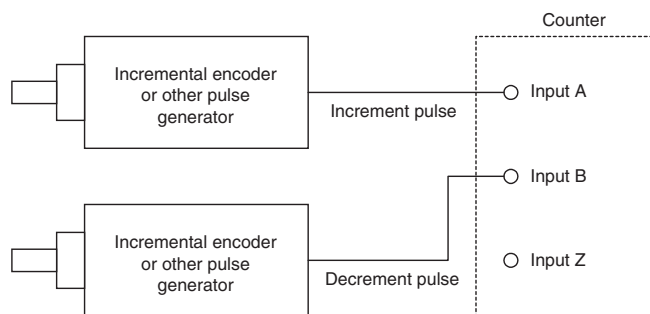 Counter
Incremental encoder
or other pulse
generator
Increment pulse
Input A
Input B
Incremental encoder
or other pulse
generator
Decrement pulse
Input Z